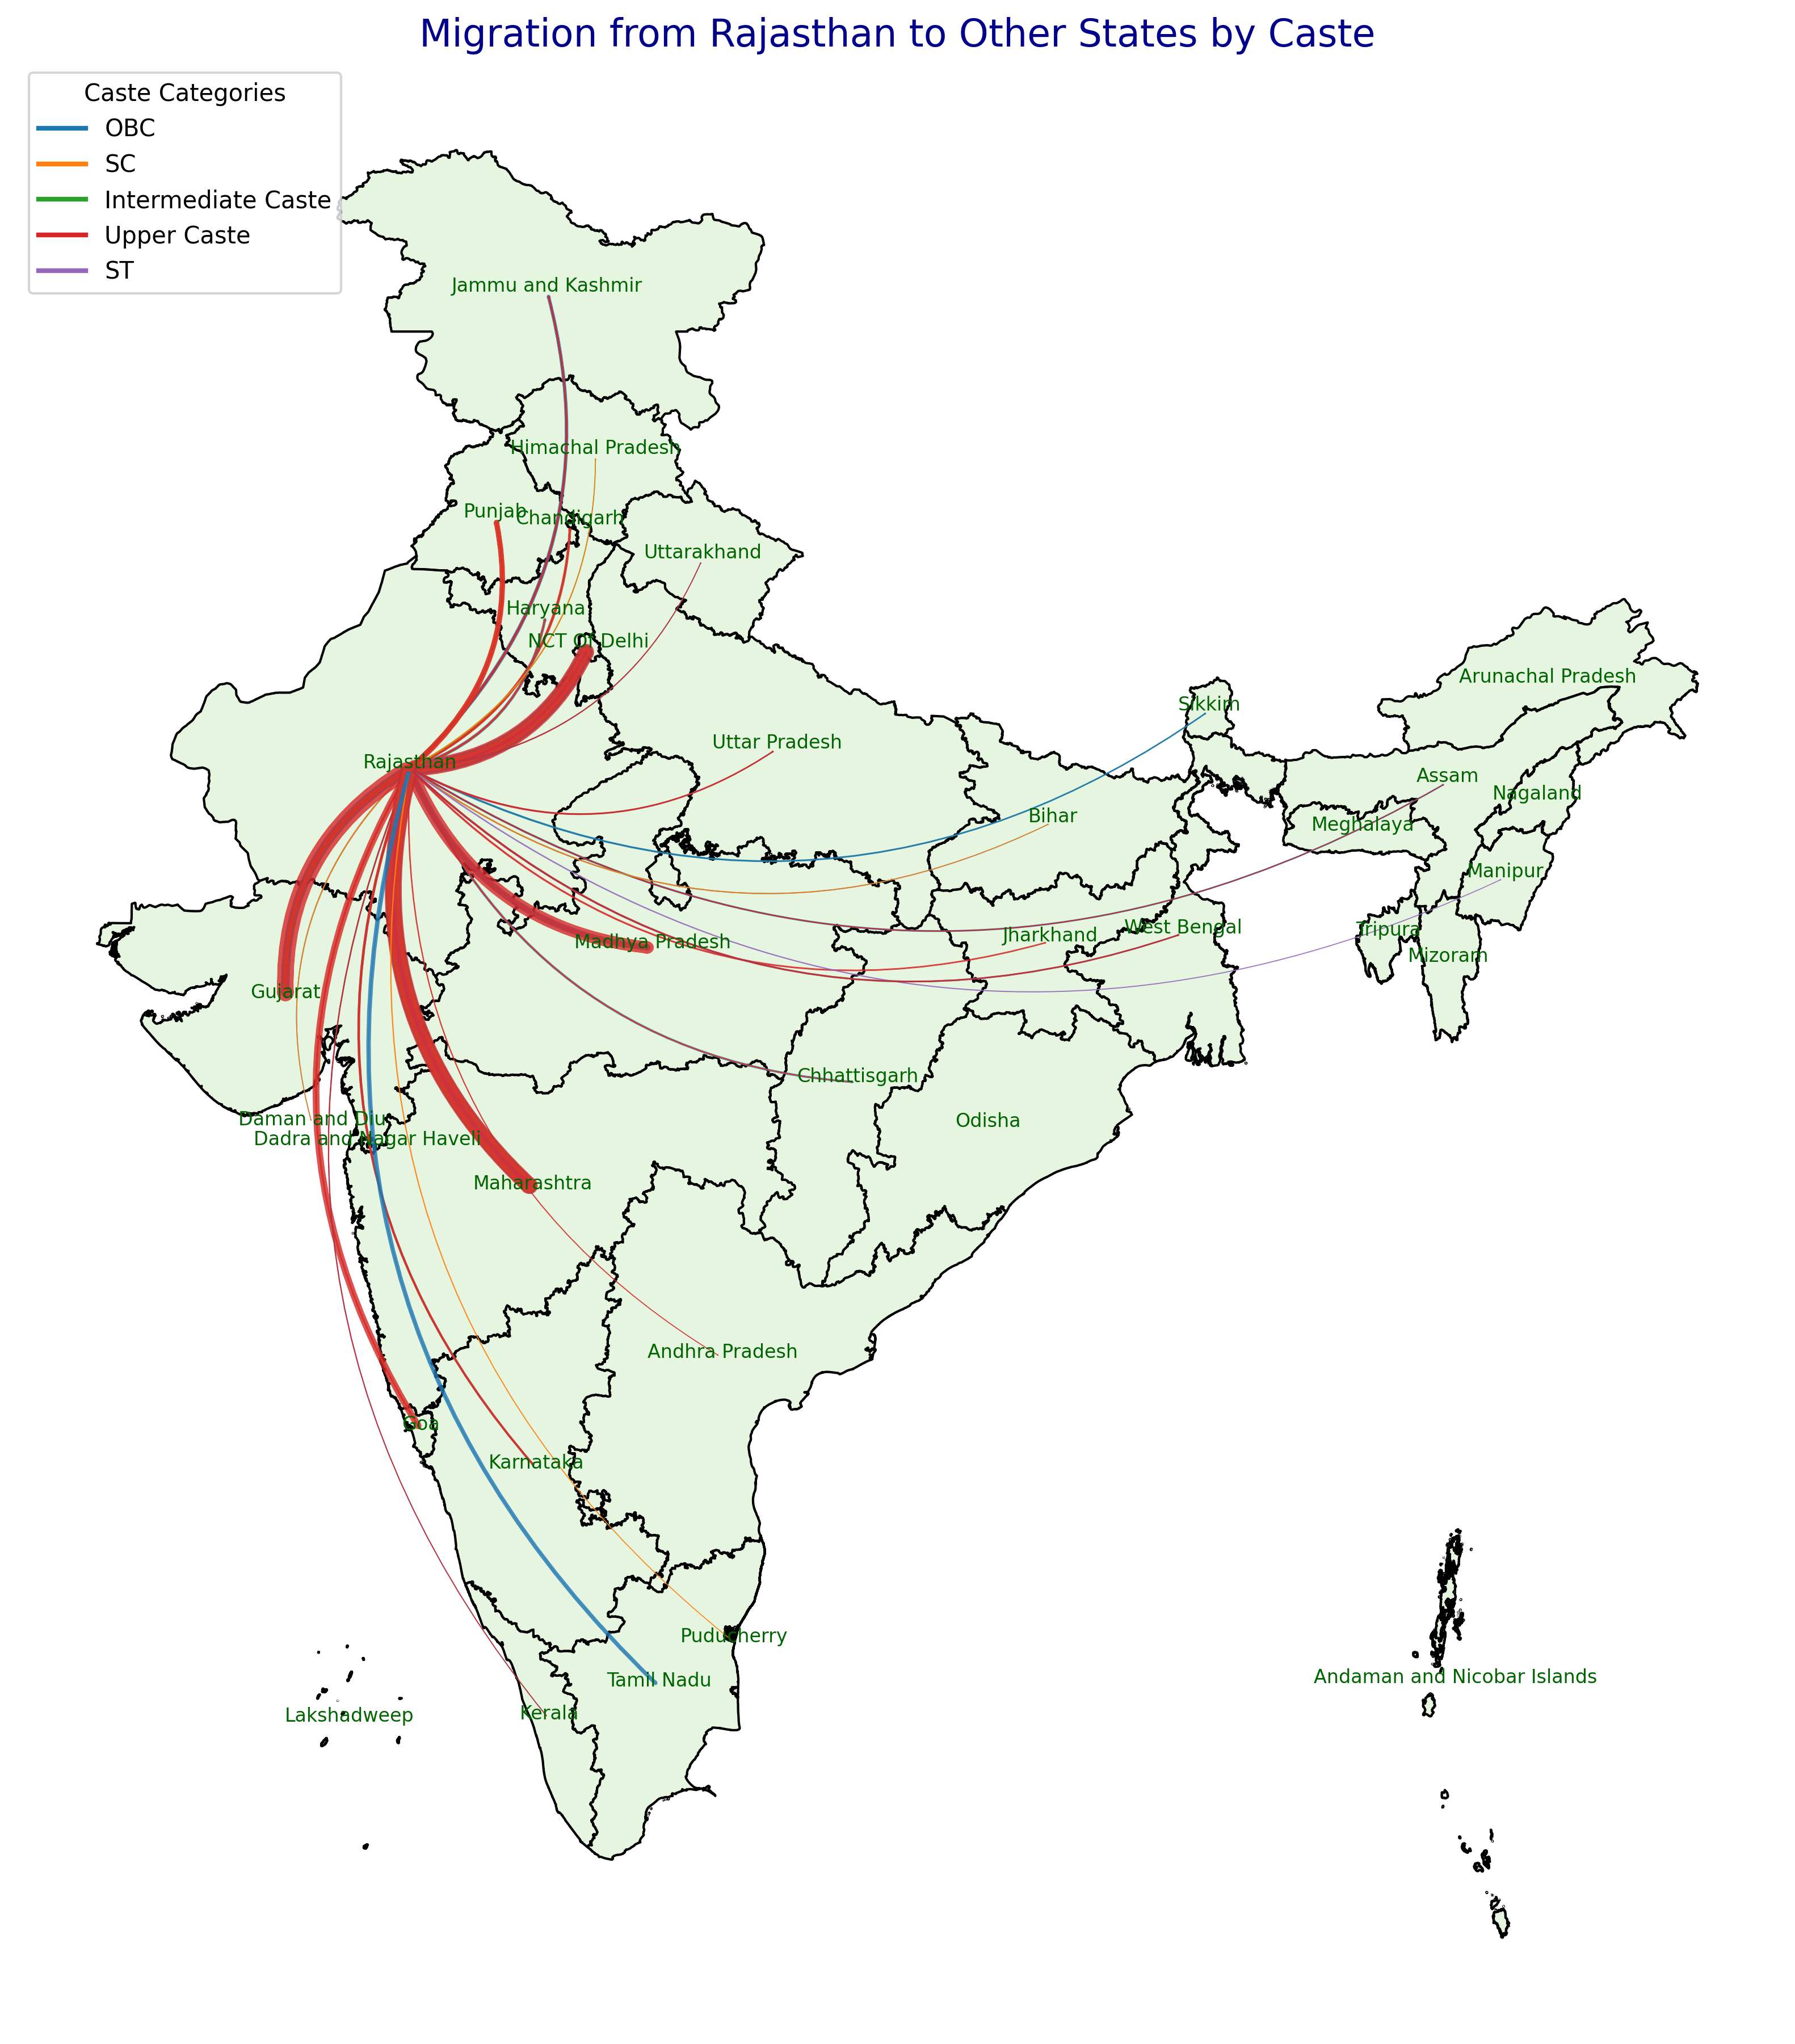 Migration from Rajasthan to Other States by Caste
Caste Categories
OBC
SC
Intermediate Caste
Upper Caste
ST
Jammu and Kashmir
Himachal Pradesh
Punjab
Chandigarh
Uttarakhand
Haryana
NCT Of Delhi
Arunachal Pradesh
Sikkim
Uttar Pradesh
Rajasthan
Assam
Nagaland
Bihar
Meghalaya
Manipur
West Bengal
Tripura
Jharkhand
Madhya Pradesh
Mizoram
Gujarat
Chhattisgarh
Daman and Diu
Odisha
Dadra and Nagar Haveli
Maharashtra
Andhra Pradesh
Goa
Karnataka
Puducherry
Andaman and Nicobar Islands
Tamil Nadu
Kerala
Lakshadweep